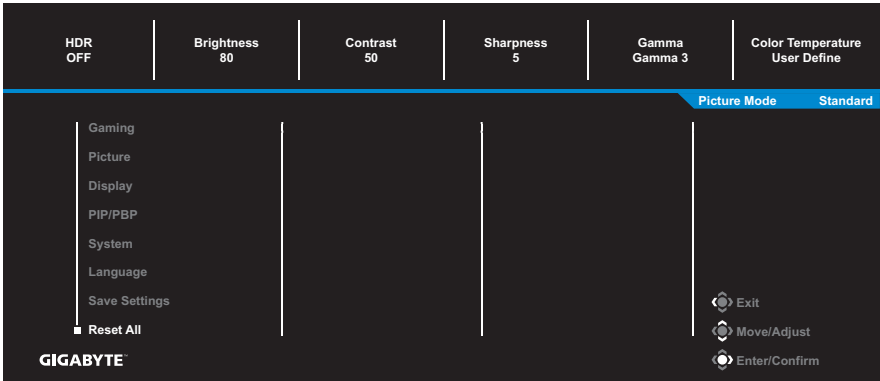 HDR Brightness Contrast Sharpness Gamma Color Temperature
OFF 80 50 5 Gamma 3 User Define
Picture Mode Standard
Gaming
Picture
Display
PIP/PBP
System
Language
Save Settings
Reset All
Exit
Move/Adjust
Enter/Confirm
GIGABYTE™